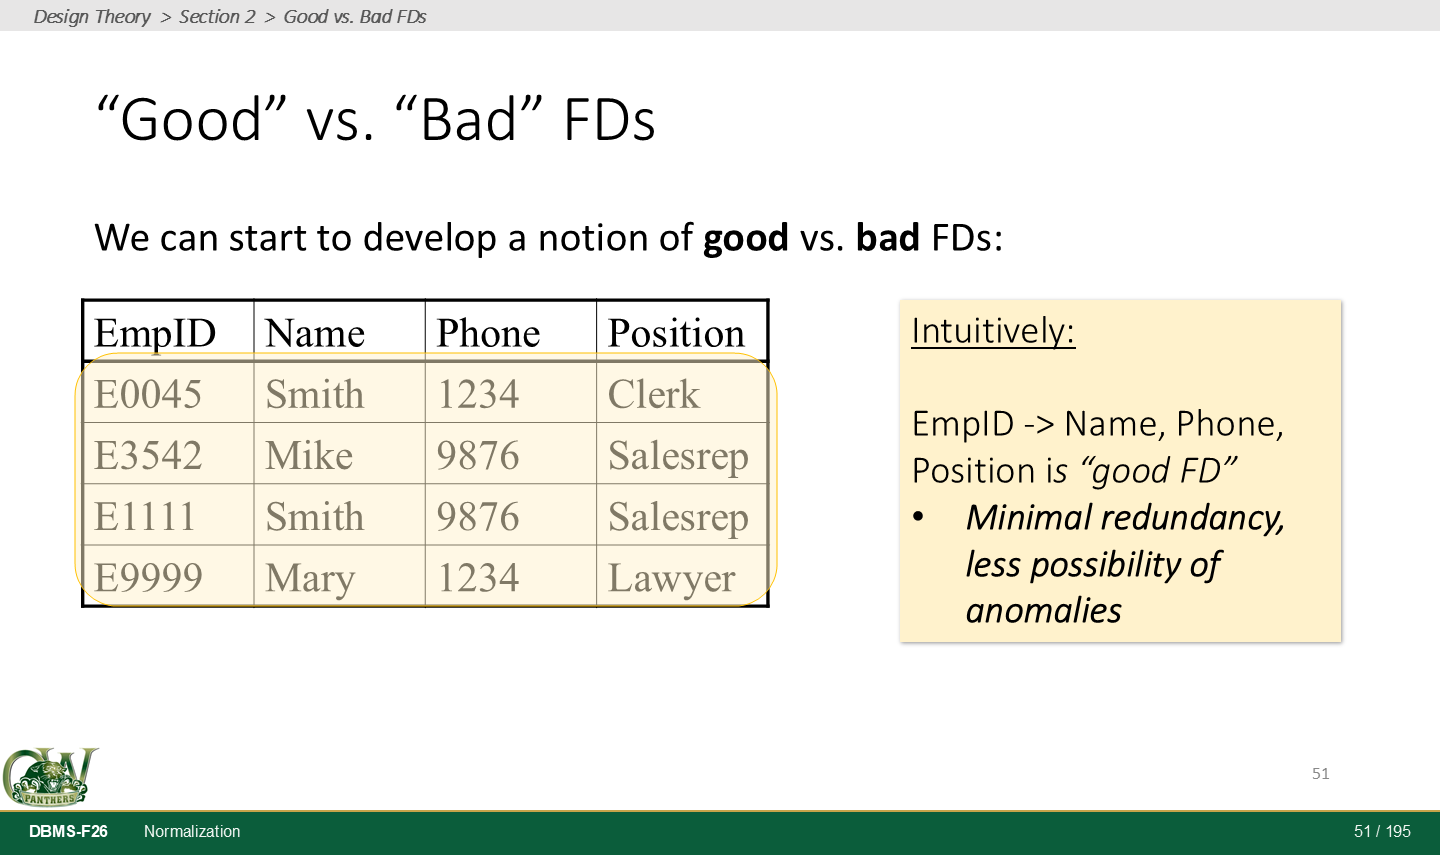 Design Theory > Section 2 > Good vs. Bad FDs
“Good” vs. “Bad” FDs
We can start to develop a notion of good vs. bad FDs:
EmpID Name Phone Position
E0045 Smith 1234 Clerk
E3542 Mike 9876 Salesrep
E1111 Smith 9876 Salesrep
E9999 Mary 1234 Lawyer
Intuitively:
EmpID -> Name, Phone,
Position is “good FD”
• Minimal redundancy,
less possibility of
anomalies
51
OW
PANTHERS
DBMS-F26 Normalization 51 / 195